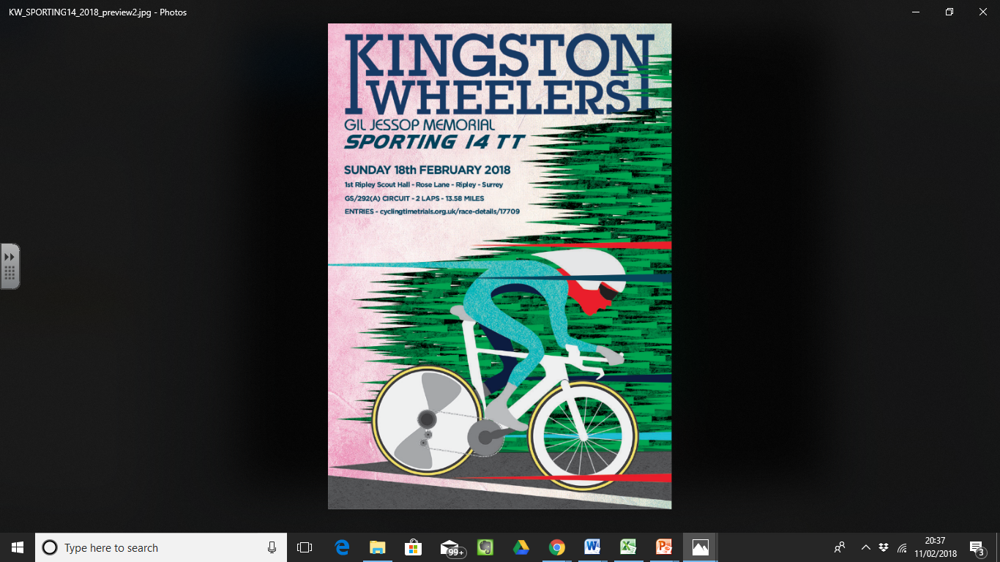 KW_SPORTING14_2018_preview2.jpg - Photos
KINGSTON
WHEELERS
GIL JESSOP MEMORIAL
SPORTING 14 TT
SUNDAY 18th FEBRUARY 2018
1st Ripley Scout Hall - Rose Lane - Ripley - Surrey
GS/292(A) CIRCUIT - 2 LAPS - 13.58 MILES
ENTRIES - cyclingtimetrials.org.uk/race-details/17709
Type here to search
99+
20:37
11/02/2018
3